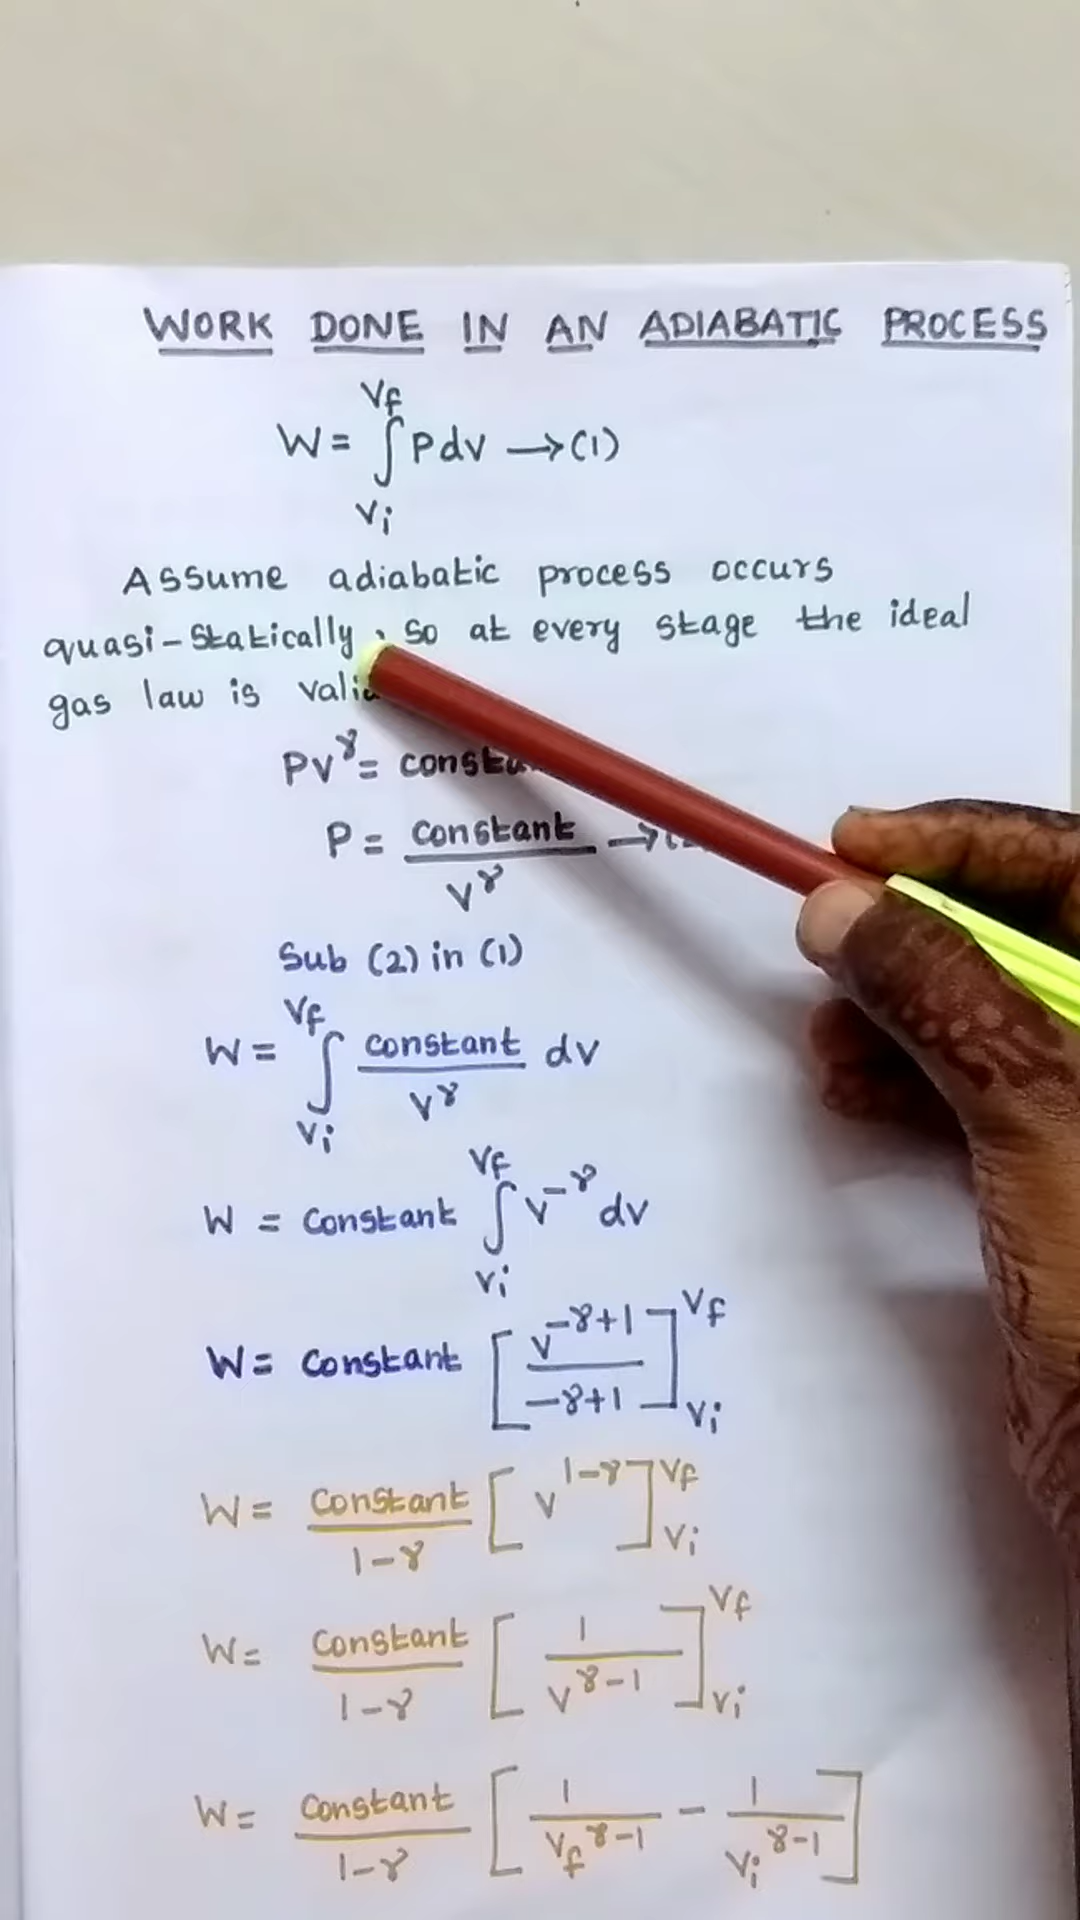 WORK DONE IN AN ADIABATIC PROCESS
Vf
W = ∫ P dv → (1)
Vi
Assume adiabatic process occurs
quasi-statically, so at every stage the ideal
gas law is
PV^γ =
P = constant / V^γ →
Sub (2) in (1)
Vf
W = ∫ constant / V^γ dv
Vi
Vf
W = constant ∫ V^-γ dv
Vi
W = constant [ V^-γ+1 / -γ+1 ] Vf Vi
W = constant / 1-γ [ V^1-γ ] Vf Vi
W = constant / 1-γ [ 1 / V^γ-1 ] Vf Vi
W = constant / 1-γ [ 1 / Vf^γ-1 - 1 / Vi^γ-1 ]